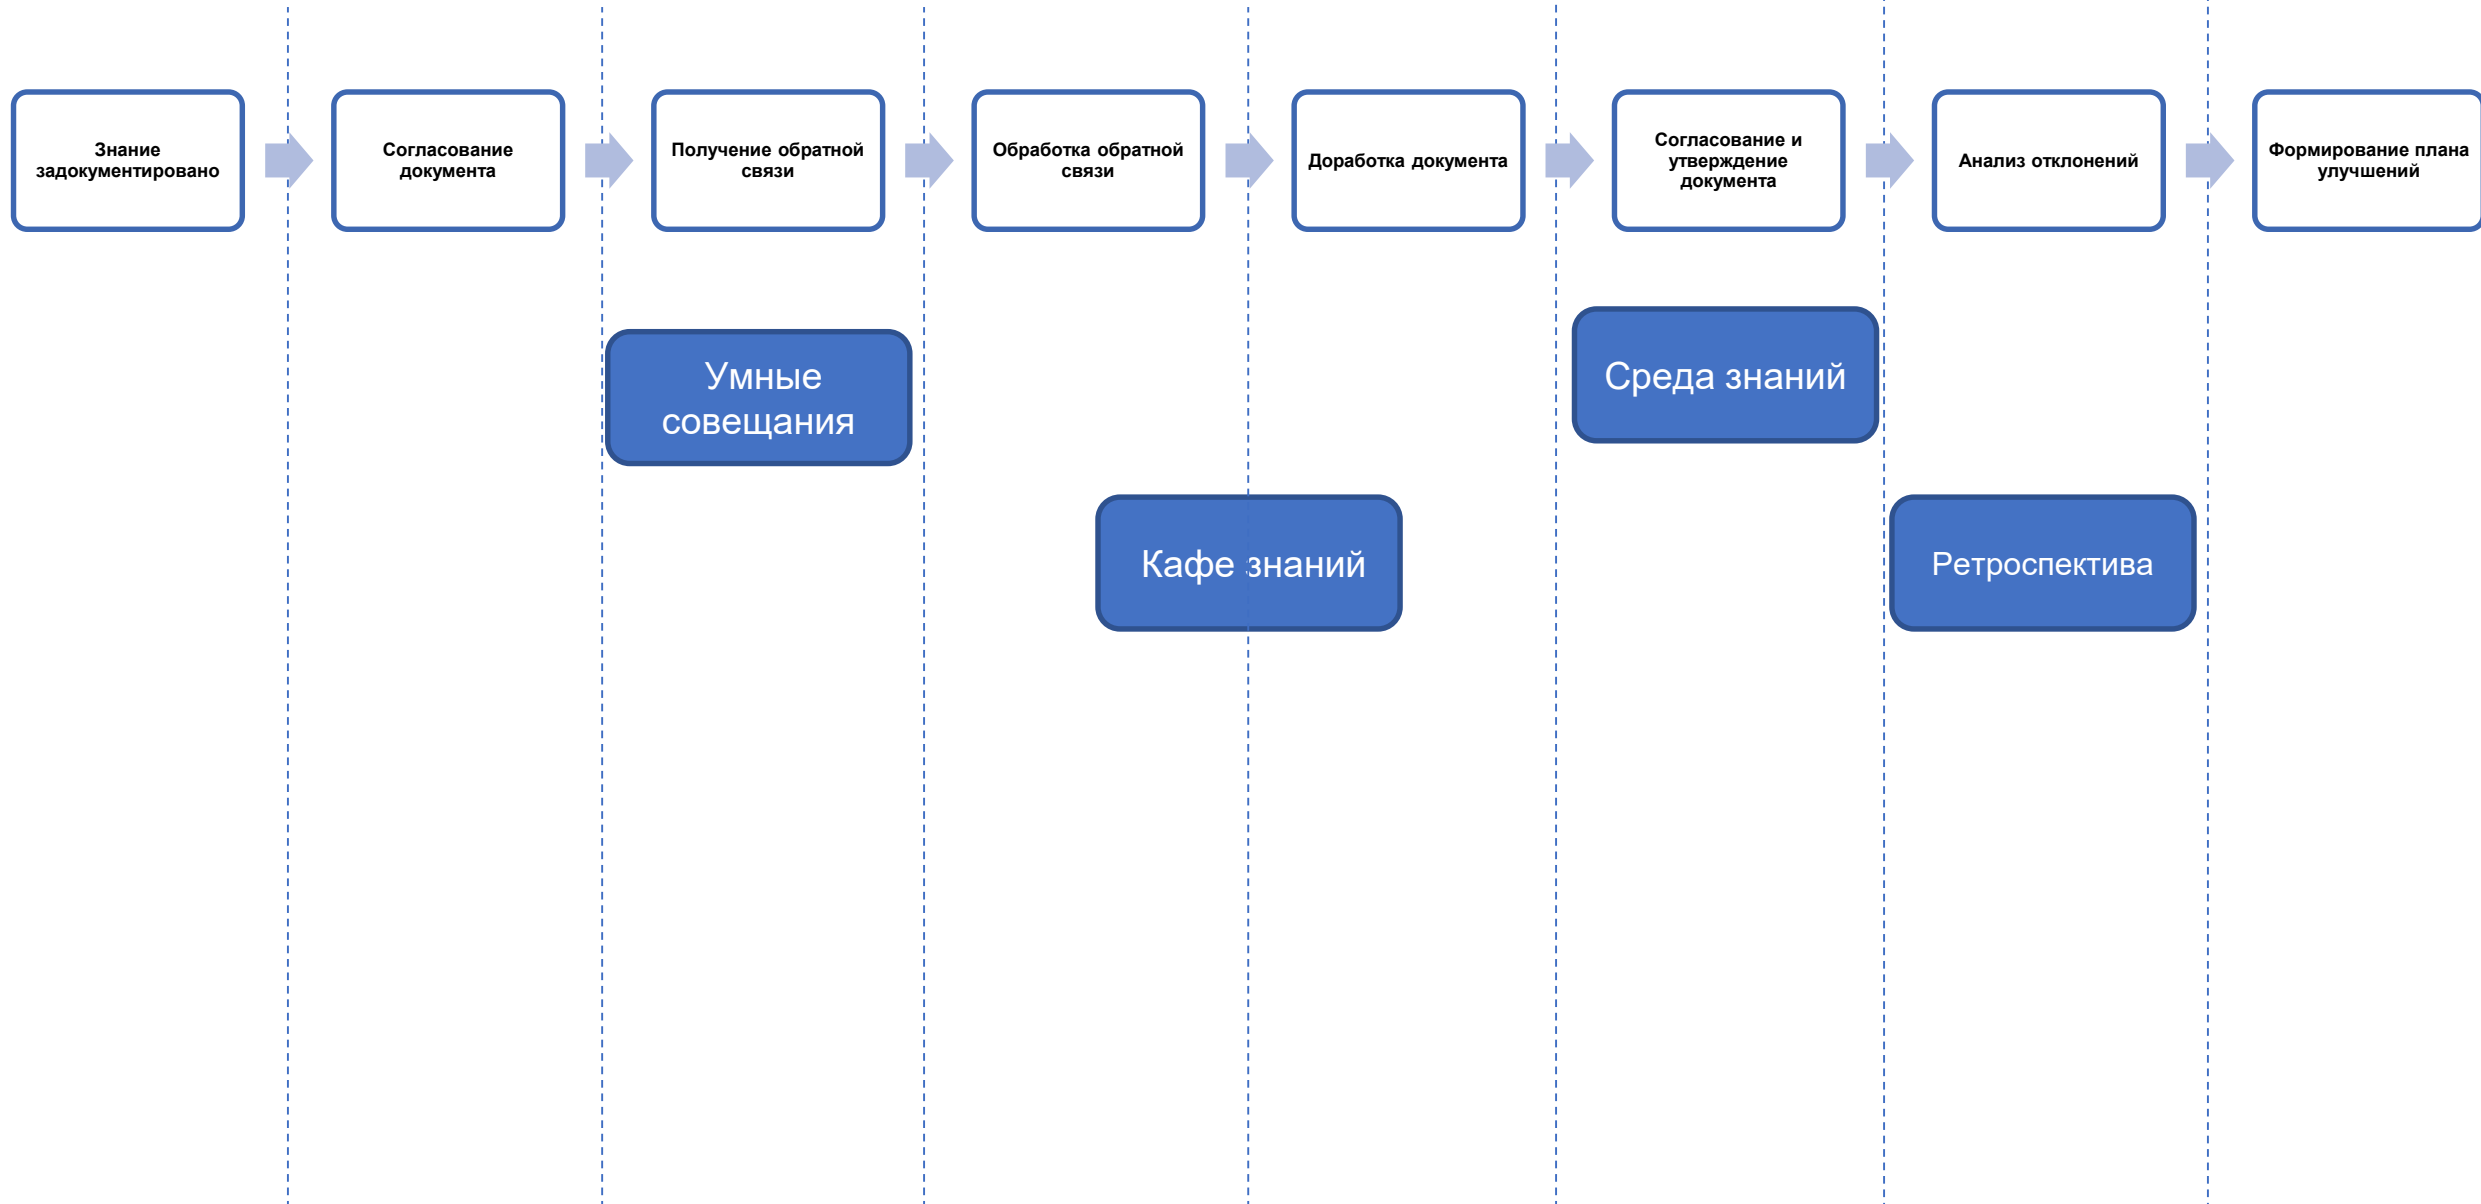 Знание
задокументировано
Согласование
документа
Получение обратной
связи
Обработка обратной
связи
Доработка документа
Согласование и
утверждение
документа
Анализ отклонений
Формирование плана
улучшений
Умные
совещания
Среда знаний
Кафе знаний
Ретроспектива